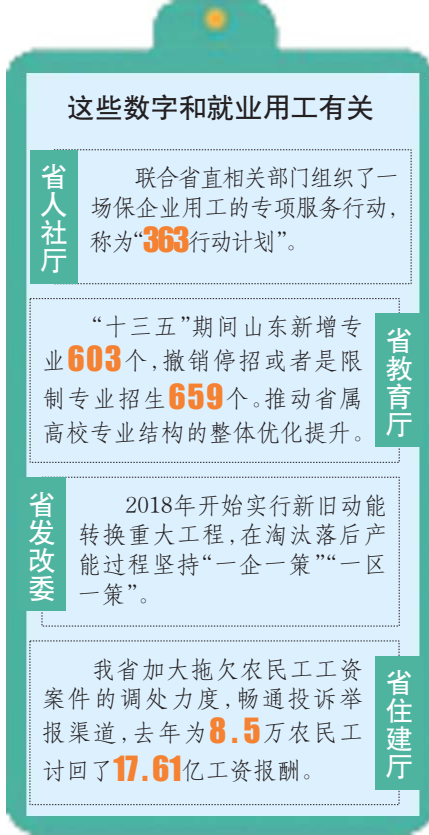 这些数字和就业用工有关
省人社厅
联合省直相关部门组织了一
场保企业用工的专项服务行动，
称为“363行动计划”。
“十三五”期间山东新增专
业603个，撤销停招或者是限
制专业招生659个。推动省属
高校专业结构的整体优化提升。
省教育厅
省发改委
2018年开始实行新旧动能
转换重大工程，在淘汰落后产
能过程坚持“一企一策”“一区
一策”。
我省加大拖欠农民工工资
案件的调处力度，畅通投诉举
报渠道，去年为8.5万农民工
讨回了17.61亿工资报酬。
省住建厅